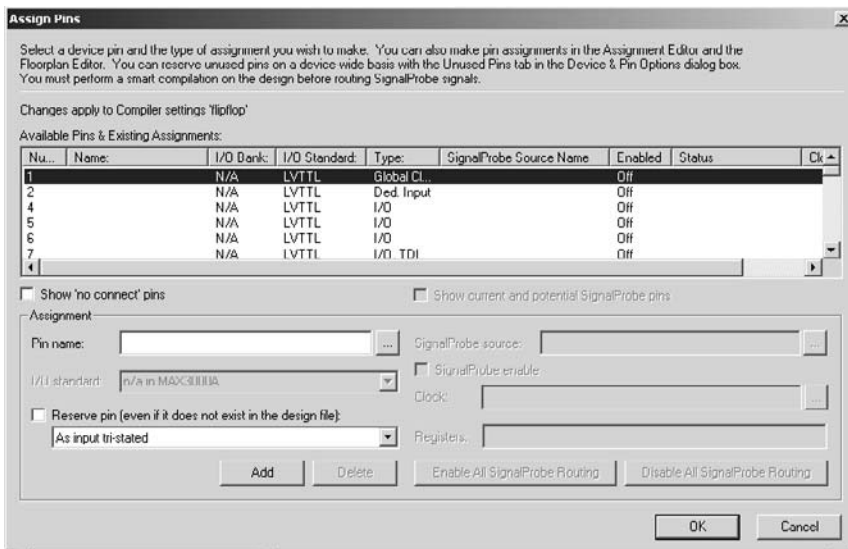 Assign Pins
Select a device pin and the type of assignment you wish to make. You can also make pin assignments in the Assignment Editor and the
Floorplan Editor. You can reserve unused pins on a device wide basis with the Unused Pins tab in the Device & Pin Options dialog box.
You must perform a smart compilation on the design before routing SignalProbe signals.
Changes apply to Compiler settings 'flipflop'
Available Pins & Existing Assignments:
Nu... Name: I/O Bank: I/O Standard: Type: SignalProbe Source Name Enabled Status Clc
1 N/A LVTTL Global Cl... Off
2 N/A LVTTL Ded. Input Off
4 N/A LVTTL I/O Off
5 N/A LVTTL I/O Off
6 N/A LVTTL I/O Off
7 N/A LVTTL I/O TDI Off
Show 'no connect' pins Show current and potential SignalProbe pins
Assignment
Pin name: ... SignalProbe source: ...
I/O standard: n/a in MAX3000A SignalProbe enable
Clock: ...
Reserve pin (even if it does not exist in the design file):
As input tri-stated Registers:
Add Delete Enable All SignalProbe Routing Disable All SignalProbe Routing
OK Cancel